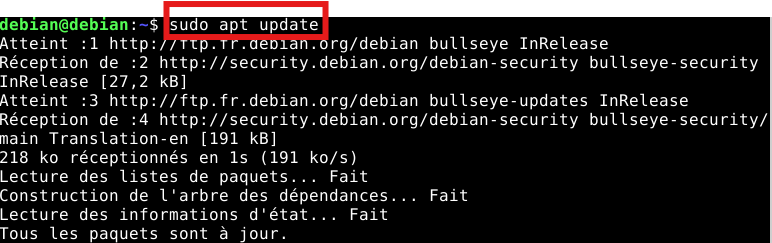 debian@debian:~$ sudo apt update
Atteint :1 http://ftp.fr.debian.org/debian bullseye InRelease
Réception de :2 http://security.debian.org/debian-security bullseye-security
InRelease [27,2 kB]
Atteint :3 http://ftp.fr.debian.org/debian bullseye-updates InRelease
Réception de :4 http://security.debian.org/debian-security bullseye-security/
main Translation-en [191 kB]
218 ko réceptionnés en 1s (191 ko/s)
Lecture des listes de paquets... Fait
Construction de l'arbre des dépendances... Fait
Lecture des informations d'état... Fait
Tous les paquets sont à jour.